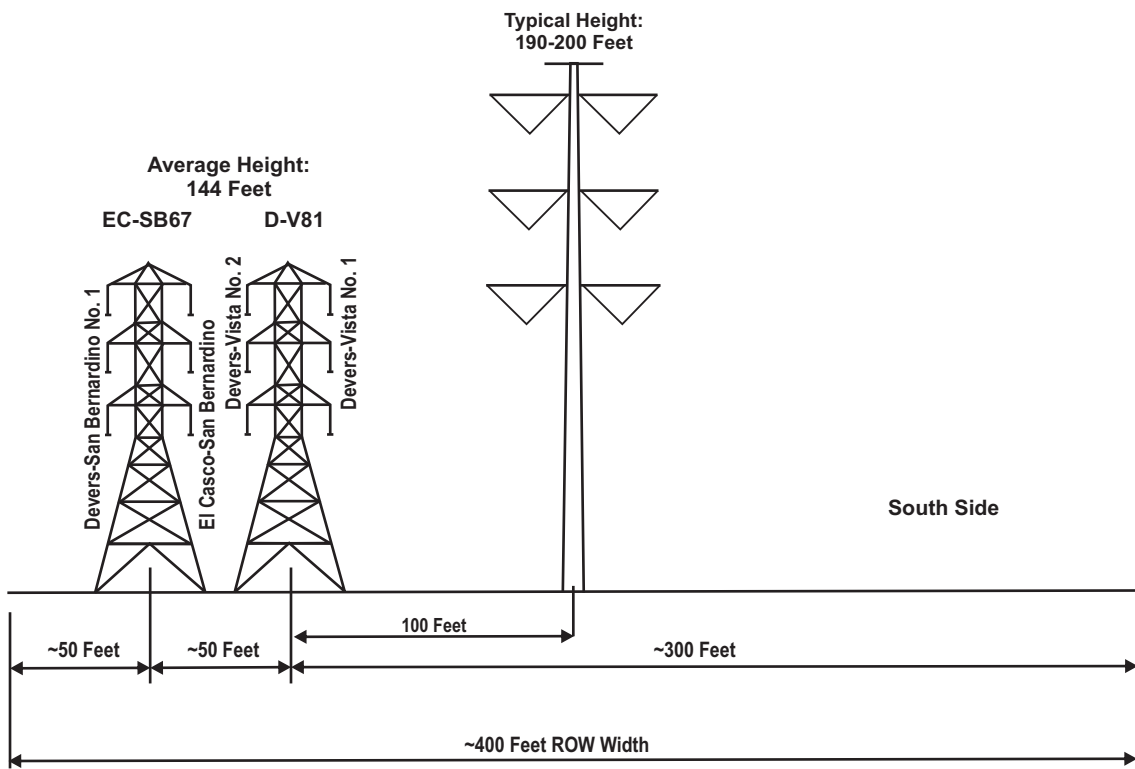 Typical Height:
190-200 Feet
Average Height:
144 Feet
EC-SB67
D-V81
Devers-San Bernardino No. 1
El Casco-San Bernardino
Devers-Vista No. 2
Devers-Vista No. 1
South Side
100 Feet
~50 Feet
~50 Feet
~300 Feet
~400 Feet ROW Width